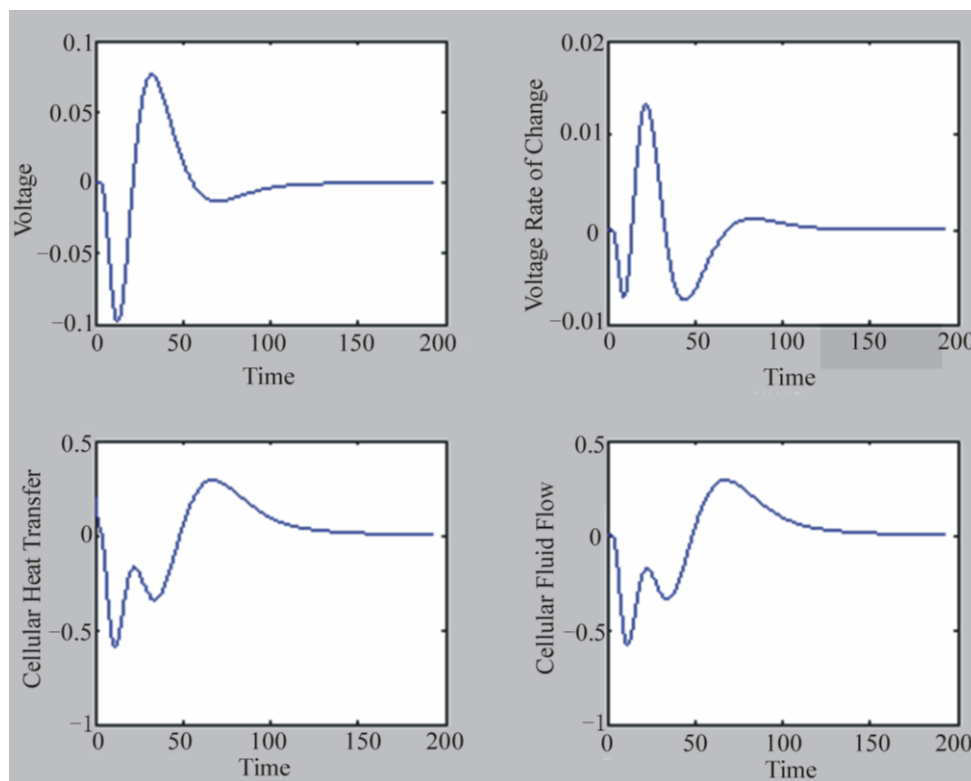 0.1
0.05
0
−0.05
−0.1
Voltage
0 50 100 150 200
Time
0.02
0.01
0
−0.01
Voltage Rate of Change
0 50 100 150 200
Time
0.5
0
−0.5
−1
Cellular Heat Transfer
0 50 100 150 200
Time
0.5
0
−0.5
−1
Cellular Fluid Flow
0 50 100 150 200
Time